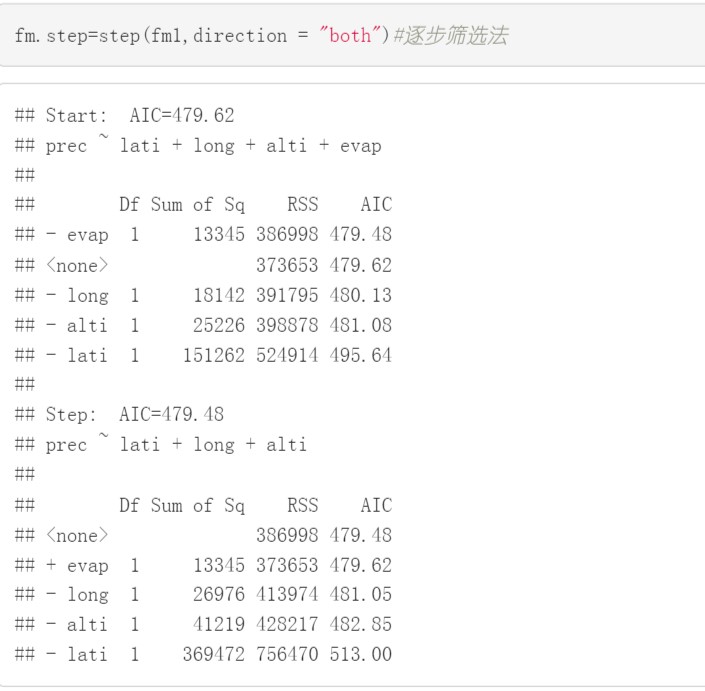 fm.step=step(fm1,direction = "both")#逐步筛选法
## Start:  AIC=479.62
## prec ~ lati + long + alti + evap
##
##        Df Sum of Sq    RSS    AIC
## - evap  1     13345 386998 479.48
## <none>              373653 479.62
## - long  1     18142 391795 480.13
## - alti  1     25226 398878 481.08
## - lati  1    151262 524914 495.64
##
## Step:  AIC=479.48
## prec ~ lati + long + alti
##
##        Df Sum of Sq    RSS    AIC
## <none>              386998 479.48
## + evap  1     13345 373653 479.62
## - long  1     26976 413974 481.05
## - alti  1     41219 428217 482.85
## - lati  1    369472 756470 513.00